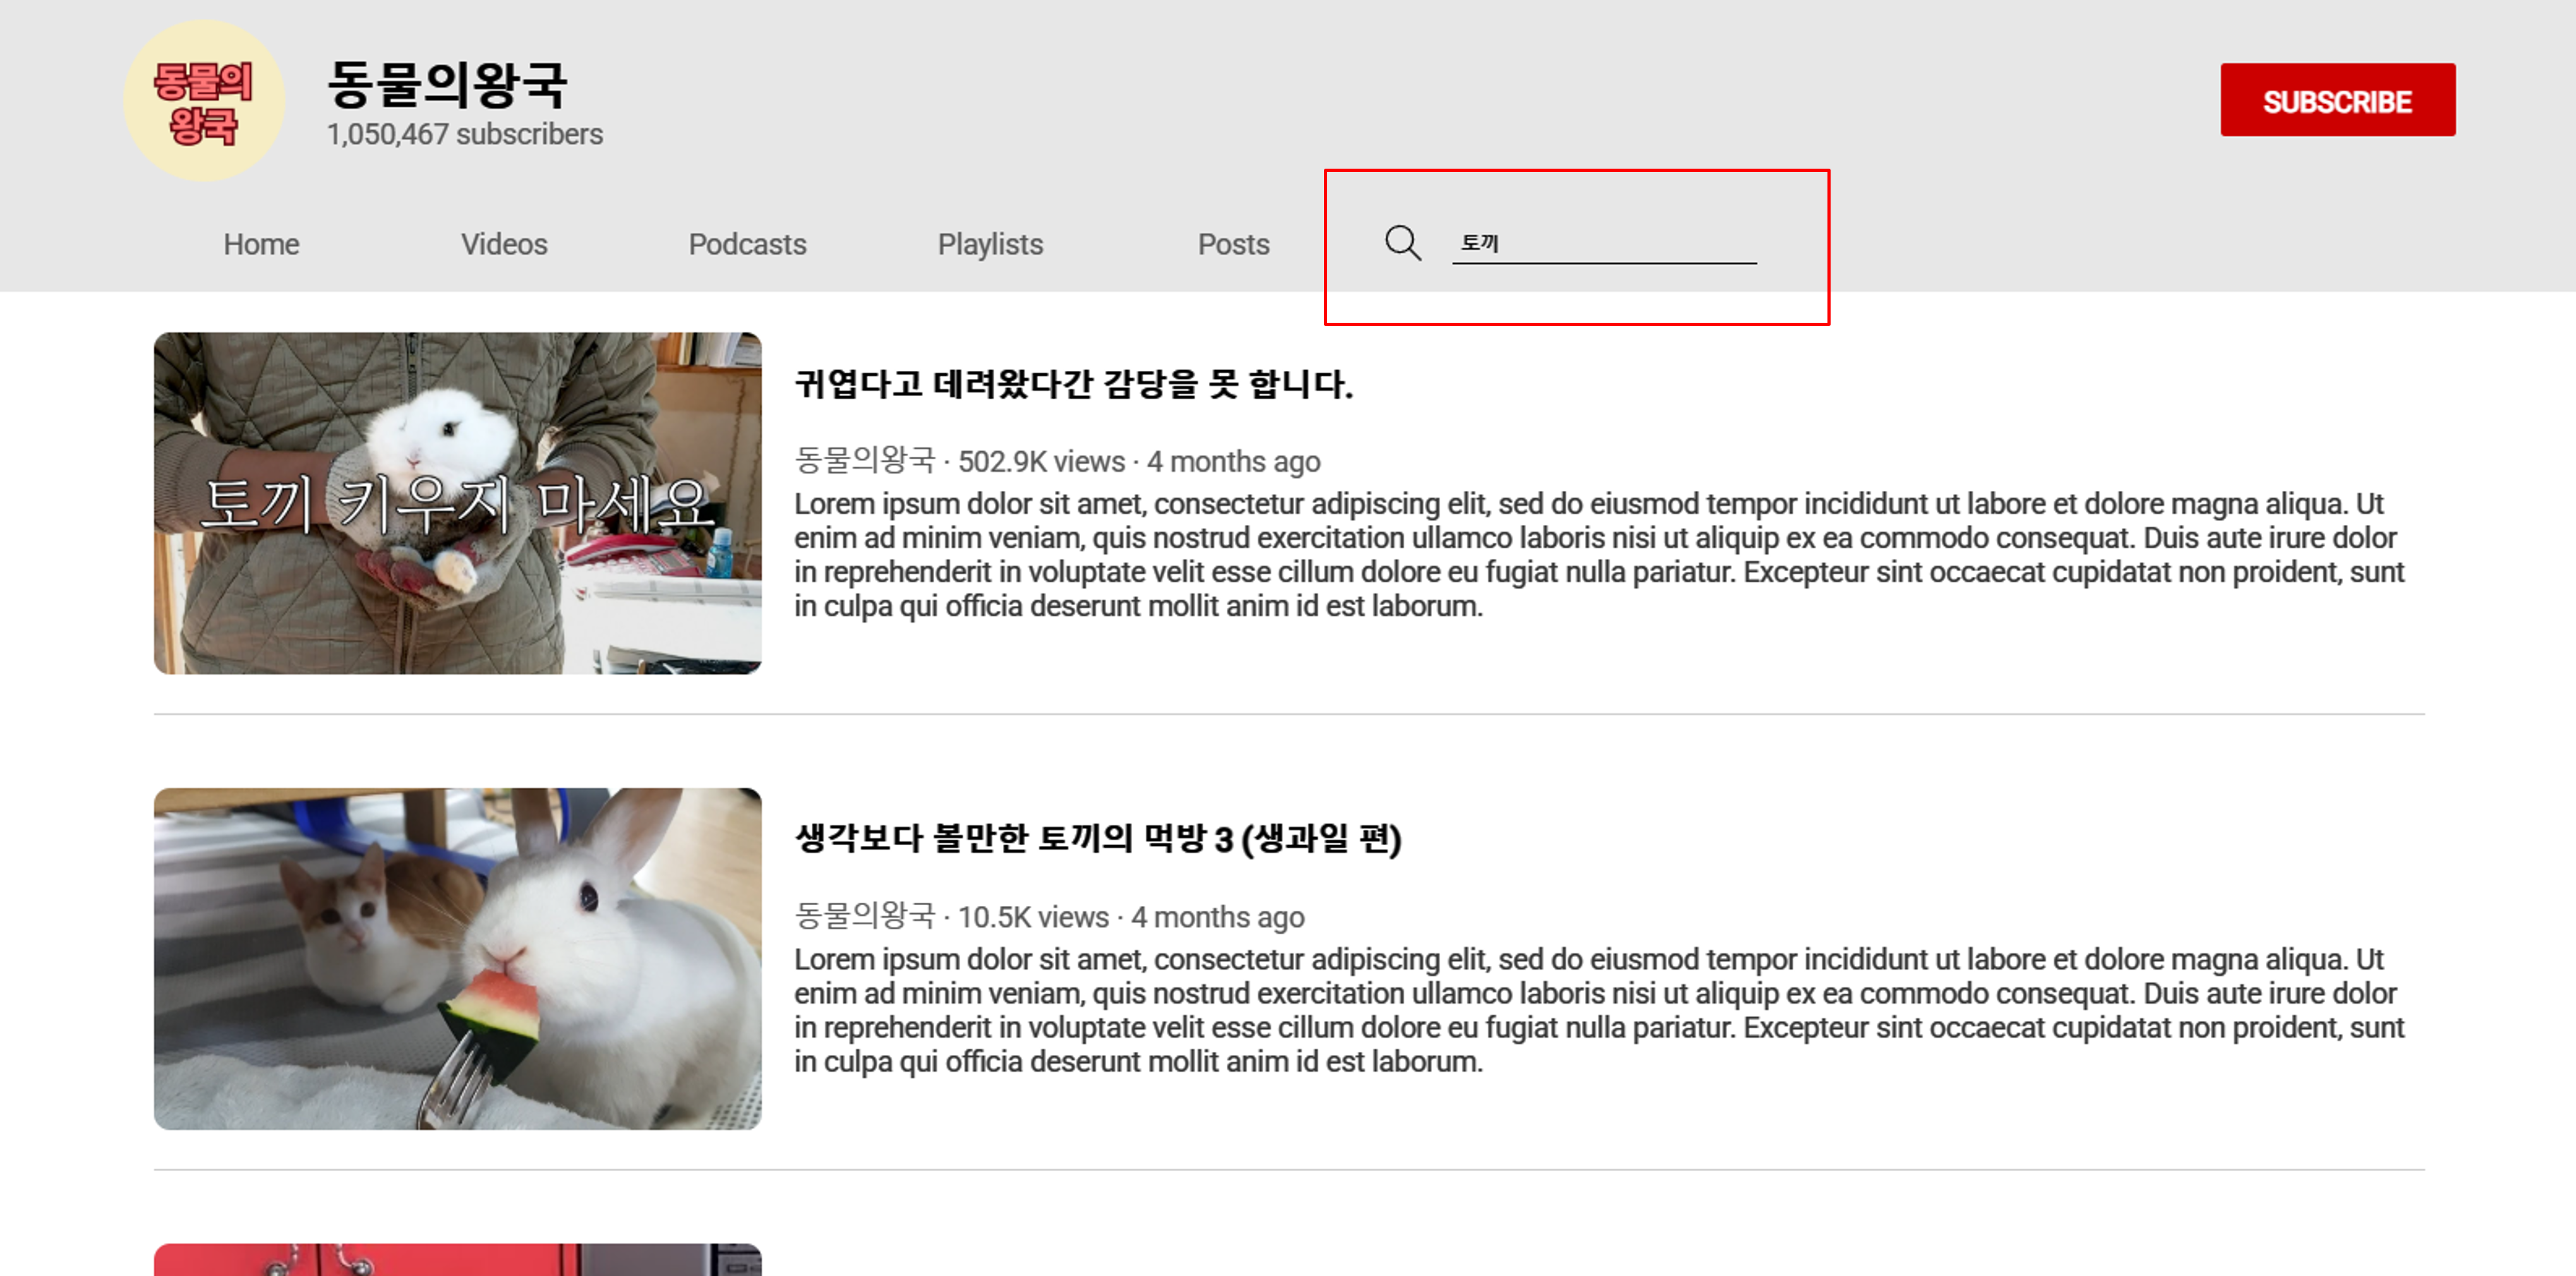 동물의
왕국
동물의왕국
1,050,467 subscribers
SUBSCRIBE
Home
Videos
Podcasts
Playlists
Posts
토끼
토끼 키우지 마세요
귀엽다고 데려왔다간 감당을 못 합니다.
동물의왕국 · 502.9K views · 4 months ago
Lorem ipsum dolor sit amet, consectetur adipiscing elit, sed do eiusmod tempor incididunt ut labore et dolore magna aliqua. Ut
enim ad minim veniam, quis nostrud exercitation ullamco laboris nisi ut aliquip ex ea commodo consequat. Duis aute irure dolor
in reprehenderit in voluptate velit esse cillum dolore eu fugiat nulla pariatur. Excepteur sint occaecat cupidatat non proident, sunt
in culpa qui officia deserunt mollit anim id est laborum.
생각보다 볼만한 토끼의 먹방 3 (생과일 편)
동물의왕국 · 10.5K views · 4 months ago
Lorem ipsum dolor sit amet, consectetur adipiscing elit, sed do eiusmod tempor incididunt ut labore et dolore magna aliqua. Ut
enim ad minim veniam, quis nostrud exercitation ullamco laboris nisi ut aliquip ex ea commodo consequat. Duis aute irure dolor
in reprehenderit in voluptate velit esse cillum dolore eu fugiat nulla pariatur. Excepteur sint occaecat cupidatat non proident, sunt
in culpa qui officia deserunt mollit anim id est laborum.